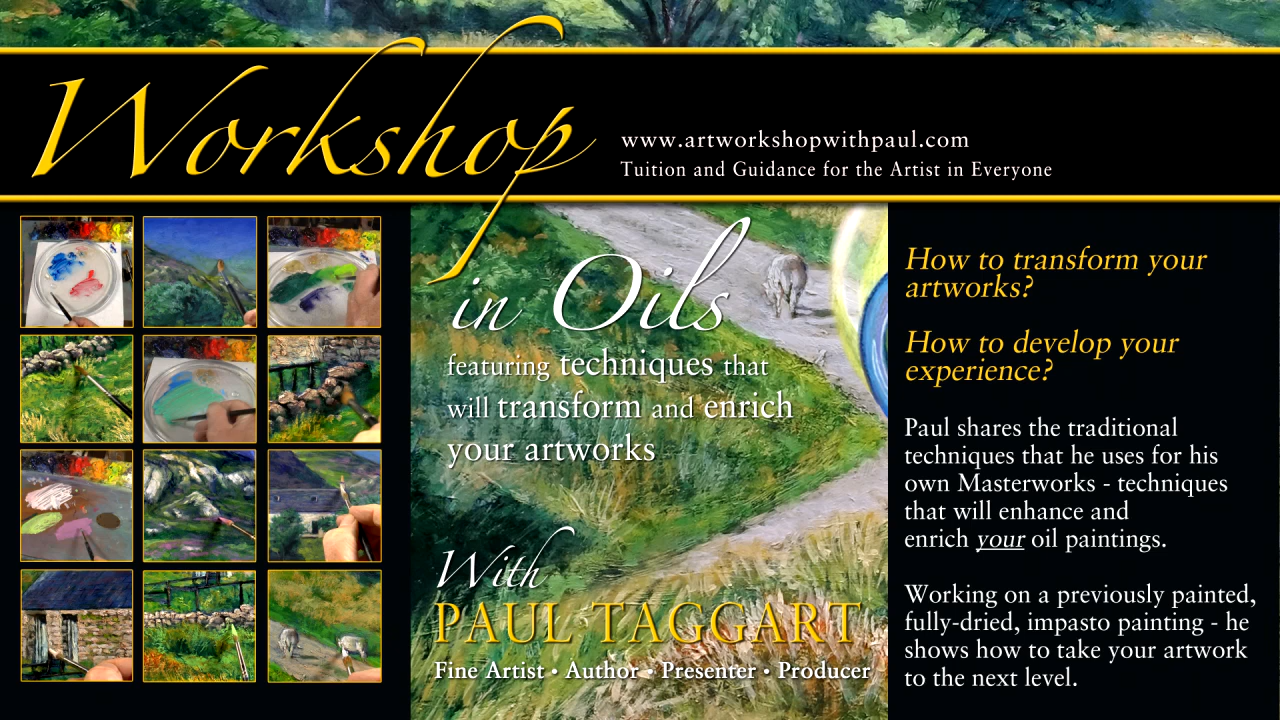 Workshop
www.artworkshopwithpaul.com
Tuition and Guidance for the Artist in Everyone
in Oils
featuring techniques that
will transform and enrich
your artworks
With
PAUL TAGGART
Fine Artist • Author • Presenter • Producer
How to transform your
artworks?
How to develop your
experience?
Paul shares the traditional
techniques that he uses for his
own Masterworks - techniques
that will enhance and
enrich your oil paintings.
Working on a previously painted,
fully-dried, impasto painting - he
shows how to take your artwork
to the next level.